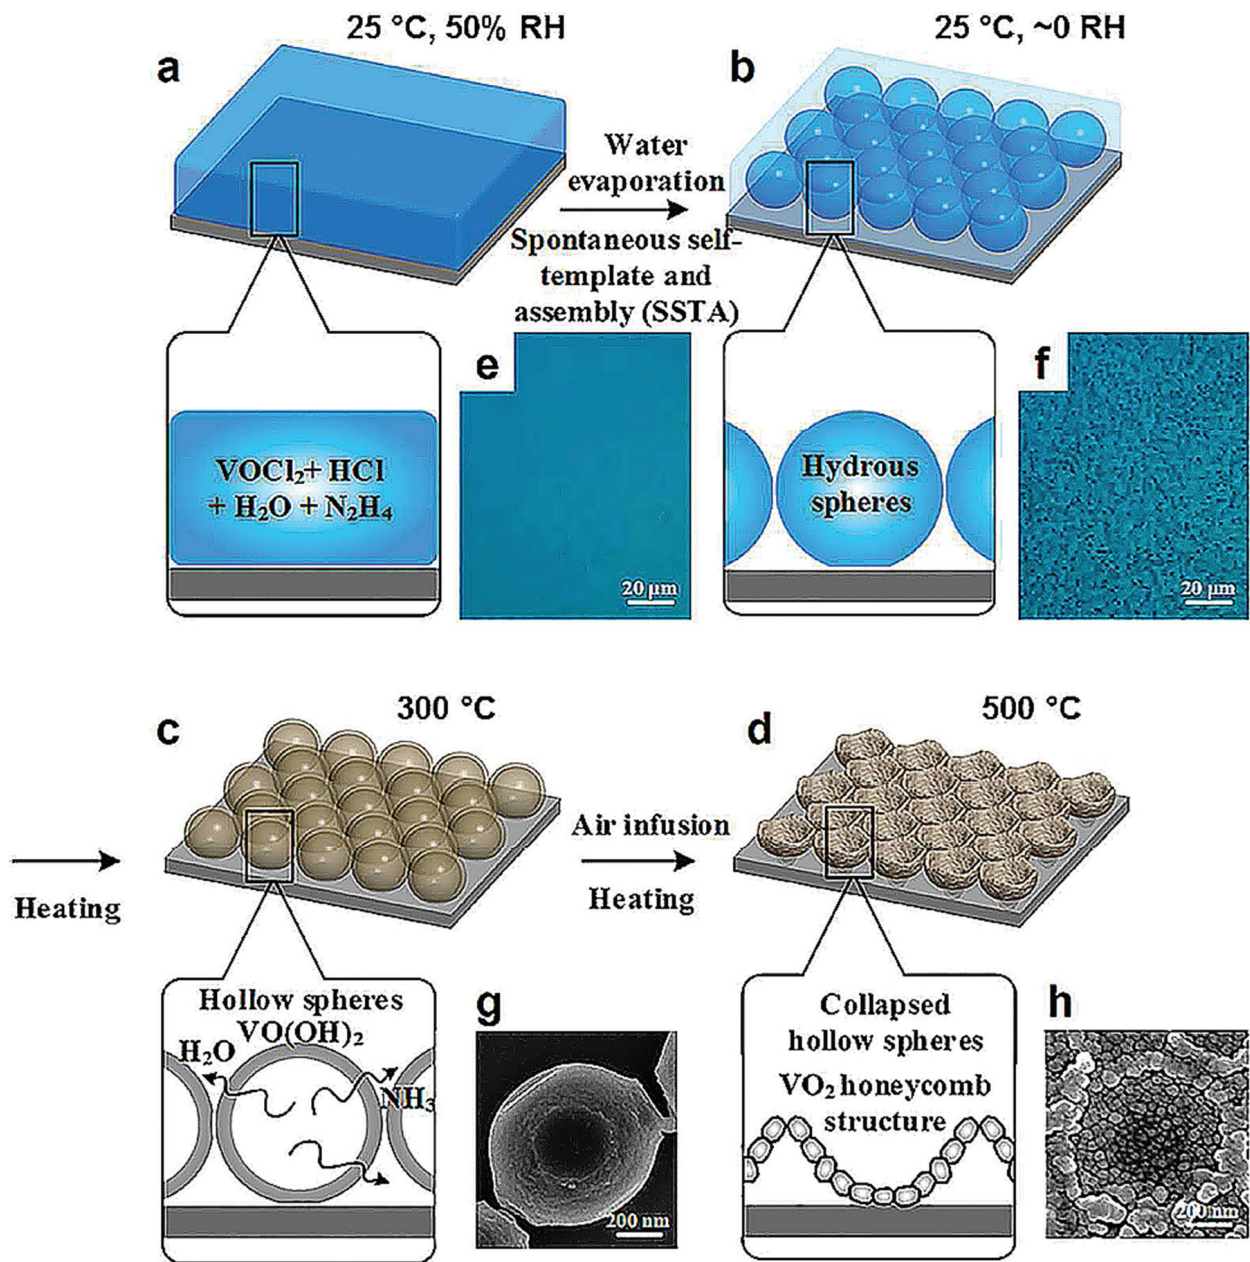 25 °C, 50% RH
25 °C, ~0 RH
a
b
Water
evaporation
Spontaneous self-
template and
assembly (SSTA)
e
f
VOCl₂+ HCl
+ H₂O + N₂H₄
Hydrous
spheres
20 µm
20 µm
300 °C
500 °C
c
d
Heating
Air infusion
Heating
Hollow spheres
VO(OH)₂
H₂O
NH₃
g
200 nm
Collapsed
hollow spheres
VO₂ honeycomb
structure
h
200 nm